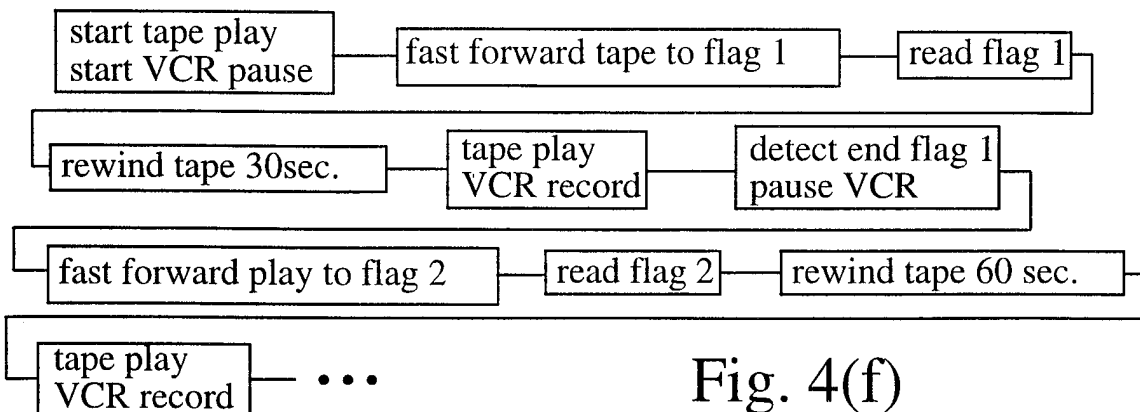 start tape play
start VCR pause
fast forward tape to flag 1
read flag 1
rewind tape 30sec.
tape play
VCR record
detect end flag 1
pause VCR
fast forward play to flag 2
read flag 2
rewind tape 60 sec.
tape play
VCR record
•••
Fig. 4(f)